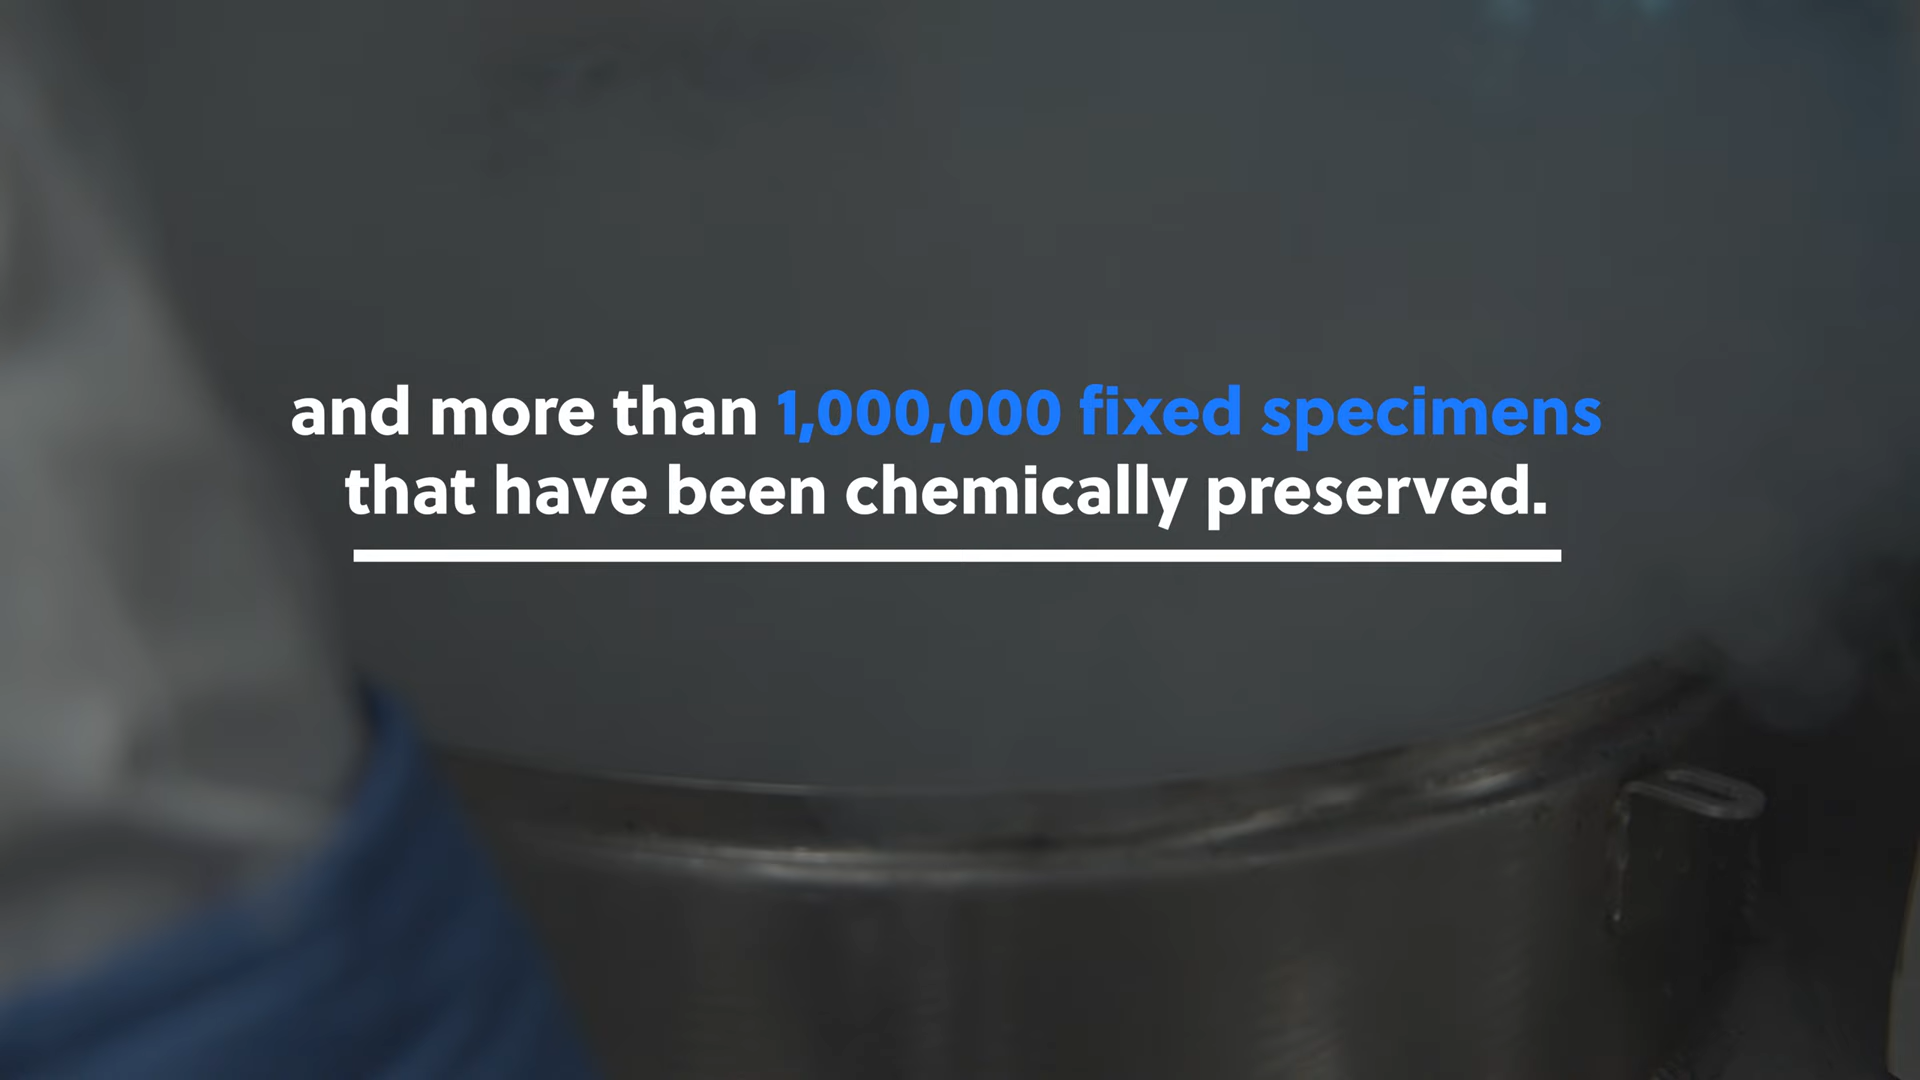 and more than 1,000,000 fixed specimens
that have been chemically preserved.